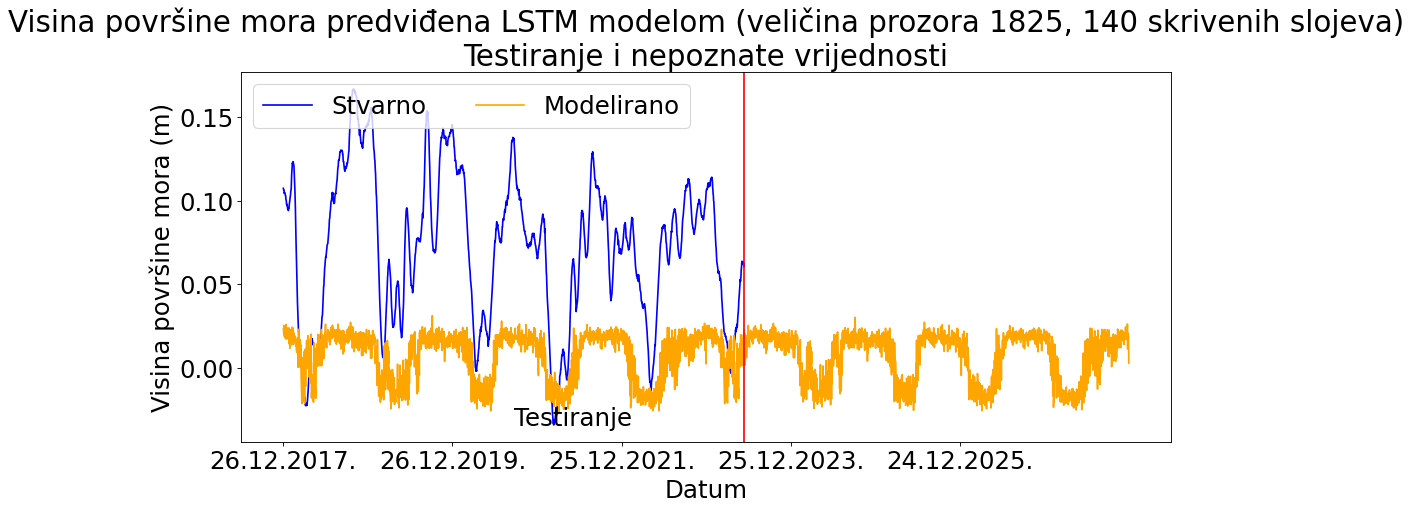 Visina površine mora predviđena LSTM modelom (veličina prozora 1825, 140 skrivenih slojeva)
Testiranje i nepoznate vrijednosti
Stvarno Modelirano
Visina površine mora (m)
0.15
0.10
0.05
0.00
Testiranje
26.12.2017. 26.12.2019. 25.12.2021. 25.12.2023. 24.12.2025.
Datum